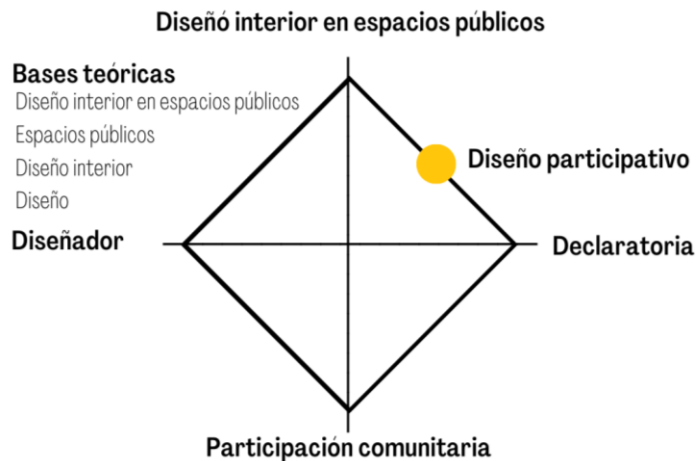 Diseñó interior en espacios públicos
Bases teóricas
Diseño interior en espacios públicos
Espacios públicos
Diseño interior
Diseño
Diseño participativo
Diseñador
Declaratoria
Participación comunitaria